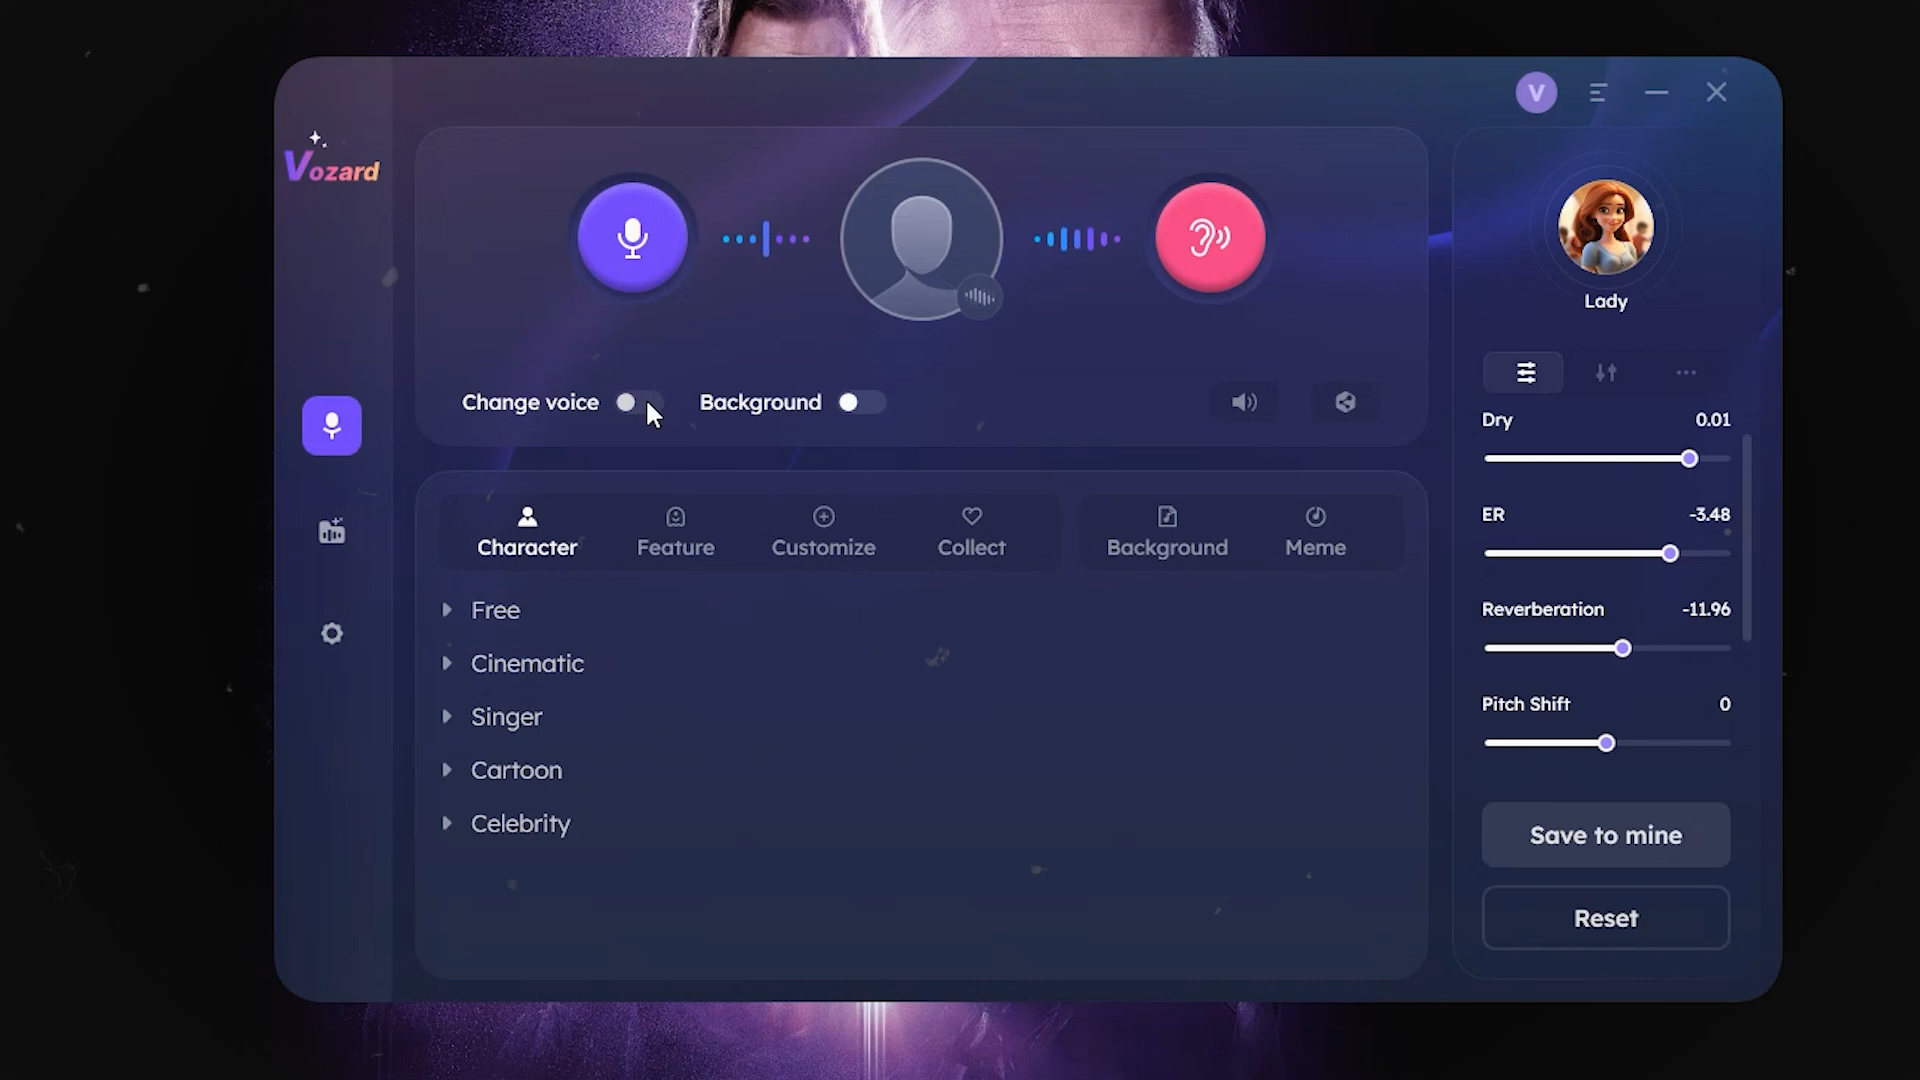 V
Vozard
Lady
Change voice
Background
Dry 0.01
ER -3.48
Reverberation -11.96
Pitch Shift 0
Character Feature Customize Collect Background Meme
Free
Cinematic
Singer
Cartoon
Celebrity
Save to mine
Reset